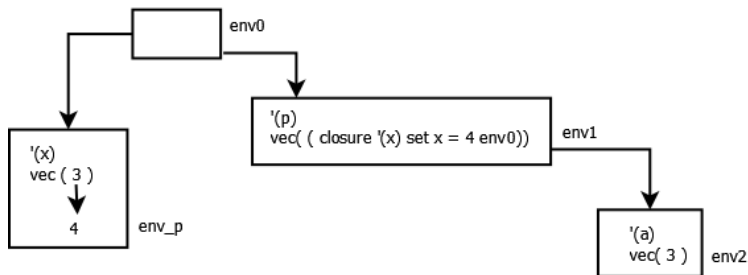 env0
'(p)
vec( ( closure '(x) set x = 4 env0))
env1
'(x)
vec ( 3 )
4
env_p
'(a)
vec( 3 )
env2